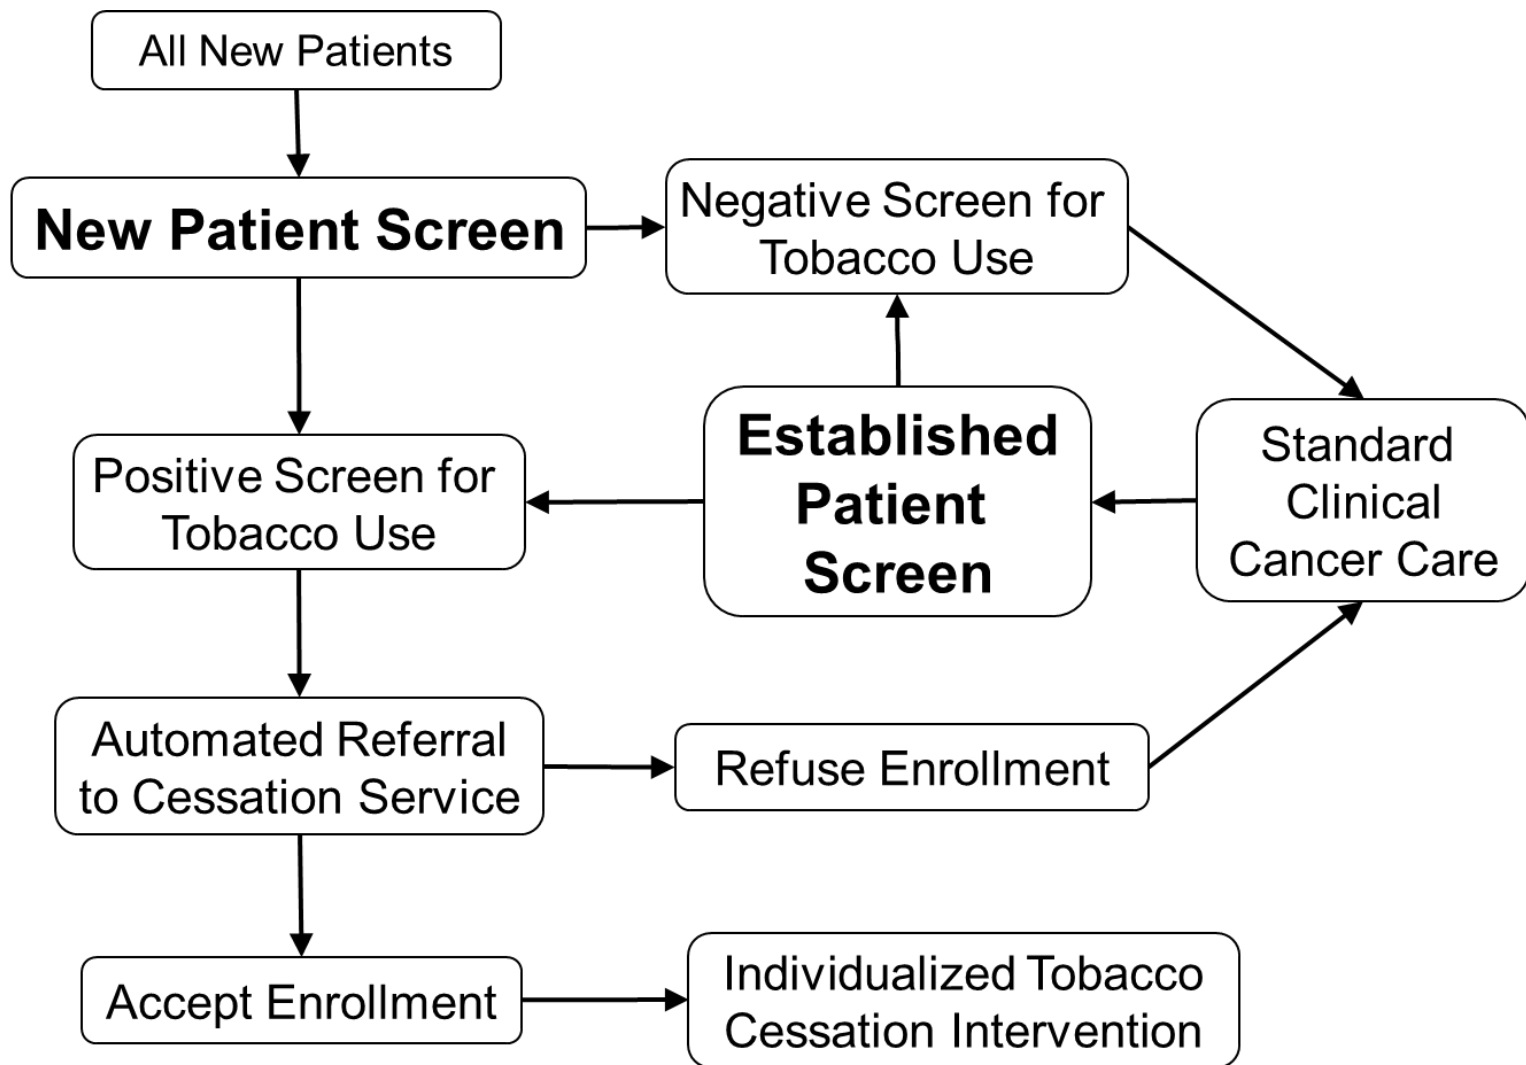 All New Patients
New Patient Screen
Negative Screen for
Tobacco Use
Positive Screen for
Tobacco Use
Established
Patient
Screen
Standard
Clinical
Cancer Care
Automated Referral
to Cessation Service
Refuse Enrollment
Accept Enrollment
Individualized Tobacco
Cessation Intervention